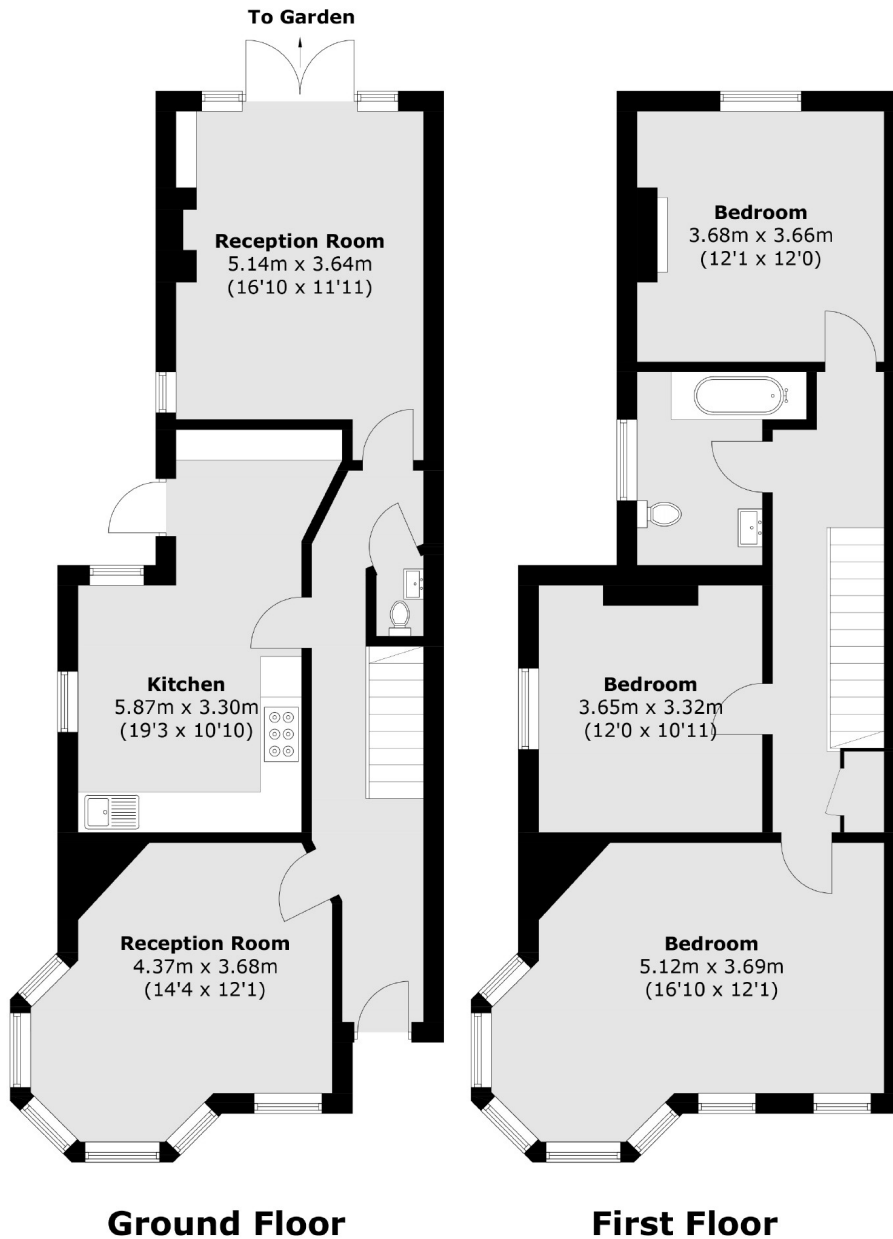 To Garden
Reception Room
5.14m x 3.64m
(16'10 x 11'11)
Kitchen
5.87m x 3.30m
(19'3 x 10'10)
Reception Room
4.37m x 3.68m
(14'4 x 12'1)
Ground Floor
Bedroom
3.68m x 3.66m
(12'1 x 12'0)
Bedroom
3.65m x 3.32m
(12'0 x 10'11)
Bedroom
5.12m x 3.69m
(16'10 x 12'1)
First Floor